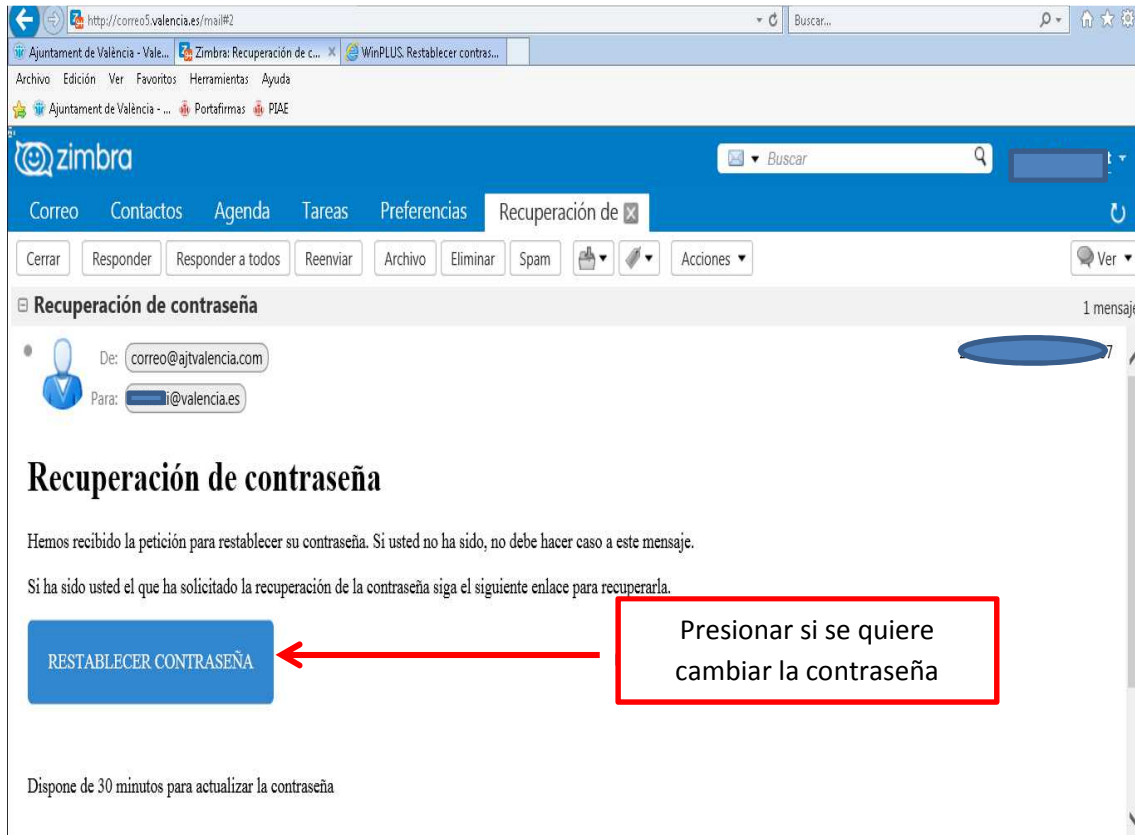 http://correo5.valencia.es/mail#2
Buscar...
Ajuntament de València - Vale...
Zimbra: Recuperación de c...
WinPLUS. Restablecer contras...
Archivo Edición Ver Favoritos Herramientas Ayuda
Ajuntament de València - ... Portafirmas PIAE
zimbra
Buscar
t
Correo Contactos Agenda Tareas Preferencias Recuperación de
Cerrar Responder Responder a todos Reenviar Archivo Eliminar Spam Acciones Ver
Recuperación de contraseña
1 mensaje
De: correo@ajtvalencia.com
7
Para: i@valencia.es
Recuperación de contraseña
Hemos recibido la petición para restablecer su contraseña. Si usted no ha sido, no debe hacer caso a este mensaje.
Si ha sido usted el que ha solicitado la recuperación de la contraseña siga el siguiente enlace para recuperarla.
Presionar si se quiere
cambiar la contraseña
RESTABLECER CONTRASEÑA
Dispone de 30 minutos para actualizar la contraseña